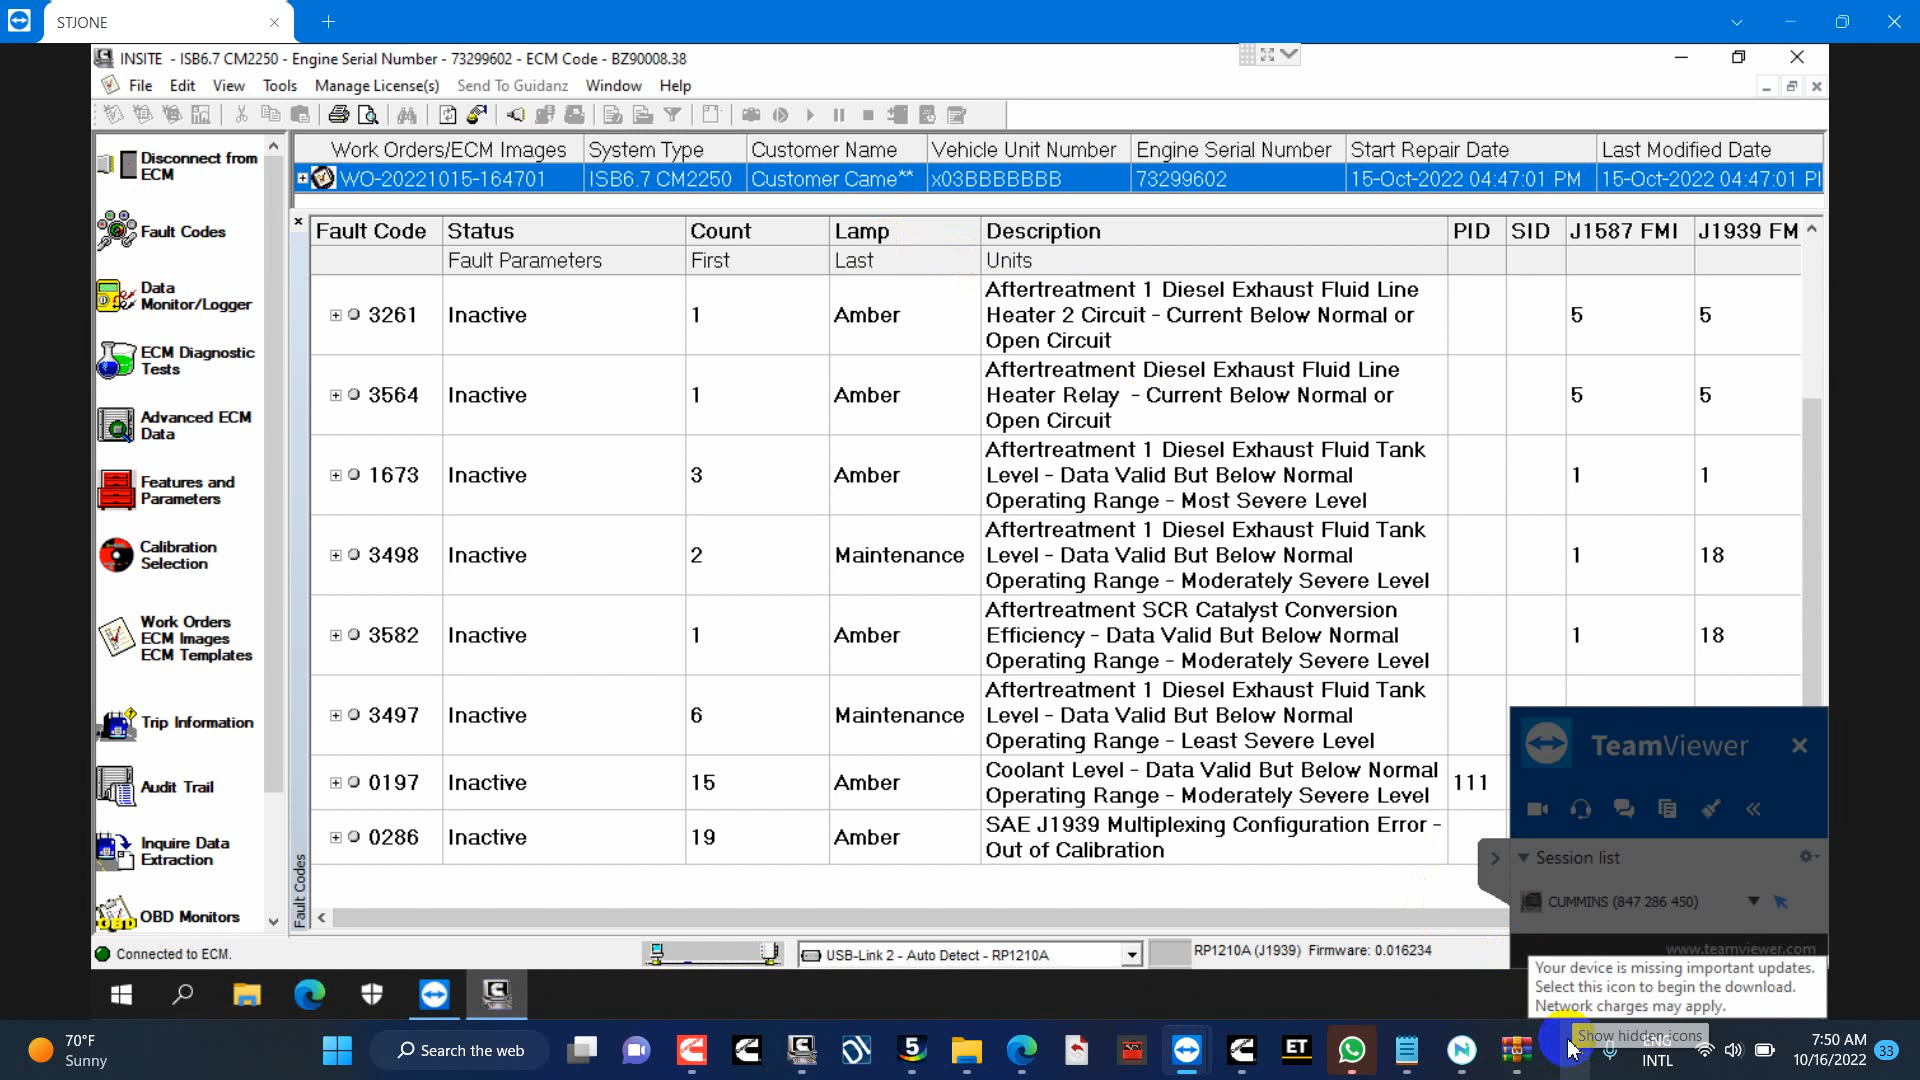 STJONE
INSITE - ISB6.7 CM2250 - Engine Serial Number - 73299602 - ECM Code - BZ90008.38
File Edit View Tools Manage License(s) Send To Guidanz Window Help
Work Orders/ECM Images System Type Customer Name Vehicle Unit Number Engine Serial Number Start Repair Date Last Modified Date
WO-20221015-164701 ISB6.7 CM2250 Customer Came** x03BBBBBBB 73299602 15-Oct-2022 04:47:01 PM 15-Oct-2022 04:47:01 PI
Disconnect from
ECM
Fault Codes
Data
Monitor/Logger
ECM Diagnostic
Tests
Advanced ECM
Data
Features and
Parameters
Calibration
Selection
Work Orders
ECM Images
ECM Templates
Trip Information
Audit Trail
Inquire Data
Extraction
OBD Monitors
Fault Codes
Fault Code Status Count Lamp Description PID SID J1587 FMI J1939 FM
Fault Parameters First Last Units
Aftertreatment 1 Diesel Exhaust Fluid Line
3261 Inactive 1 Amber Heater 2 Circuit - Current Below Normal or 5 5
Open Circuit
Aftertreatment Diesel Exhaust Fluid Line
3564 Inactive 1 Amber Heater Relay - Current Below Normal or 5 5
Open Circuit
Aftertreatment 1 Diesel Exhaust Fluid Tank
1673 Inactive 3 Amber Level - Data Valid But Below Normal 1 1
Operating Range - Most Severe Level
Aftertreatment 1 Diesel Exhaust Fluid Tank
3498 Inactive 2 Maintenance Level - Data Valid But Below Normal 1 18
Operating Range - Moderately Severe Level
Aftertreatment SCR Catalyst Conversion
3582 Inactive 1 Amber Efficiency - Data Valid But Below Normal 1 18
Operating Range - Moderately Severe Level
Aftertreatment 1 Diesel Exhaust Fluid Tank
3497 Inactive 6 Maintenance Level - Data Valid But Below Normal
Operating Range - Least Severe Level
Coolant Level - Data Valid But Below Normal
0197 Inactive 15 Amber Operating Range - Moderately Severe Level 111
SAE J1939 Multiplexing Configuration Error -
0286 Inactive 19 Amber Out of Calibration
TeamViewer
Session list
CUMMINS (847 286 450)
www.teamviewer.com
Connected to ECM.
USB-Link 2 - Auto Detect - RP1210A
RP1210A (J1939) Firmware: 0.016234
Your device is missing important updates.
Select this icon to begin the download.
Network charges may apply.
Show hidden icons
70°F
Sunny
Search the web
5
ET
ENG
INTL
7:50 AM
10/16/2022
33